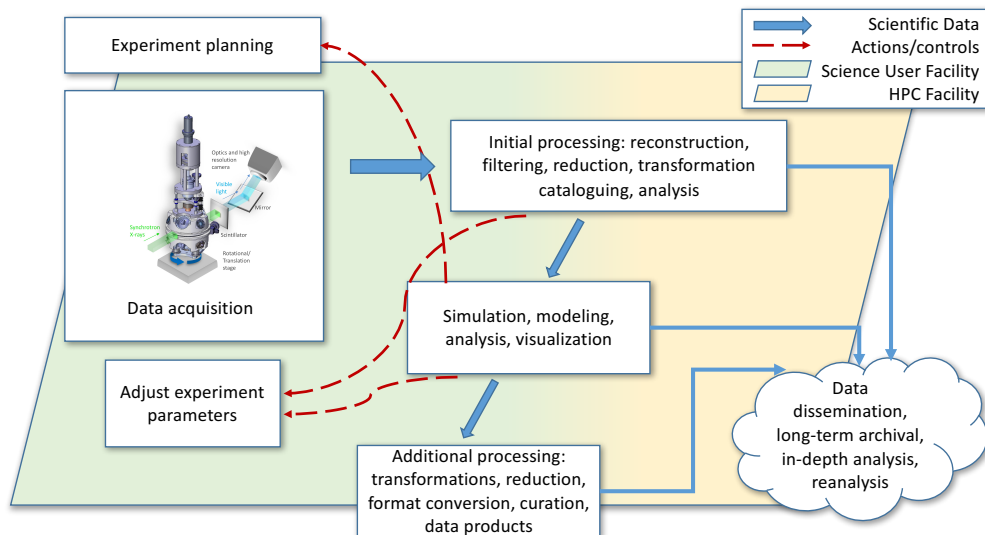 Experiment planning
Scientific Data
Actions/controls
Science User Facility
HPC Facility
Optics and high
resolution
camera
Visible
light
Mirror
Scintillator
Synchrotron
X-rays
Rotational/
Translation
stage
Data acquisition
Initial processing: reconstruction,
filtering, reduction, transformation
cataloguing, analysis
Simulation, modeling,
analysis, visualization
Adjust experiment
parameters
Additional processing:
transformations, reduction,
format conversion, curation,
data products
Data
dissemination,
long-term archival,
in-depth analysis,
reanalysis